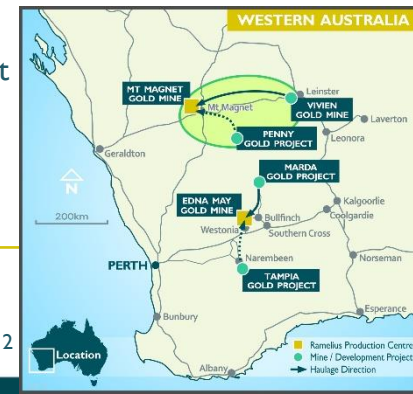 t
WESTERN AUSTRALIA
MT MAGNET
GOLD MINE
Mt Magnet
Leinster
VIVIEN
GOLD MINE
Laverton
Leonora
PENNY
GOLD PROJECT
Geraldton
MARDA
GOLD PROJECT
N
200km
EDNA MAY
GOLD MINE
Kalgoorlie
Coolgardie
Bullfinch
Westonia
Southern Cross
PERTH
Narembeen
Norseman
TAMPIA
GOLD PROJECT
Bunbury
Esperance
2
Location
Albany
Ramelius Production Centre
Mine / Development Project
Haulage Direction